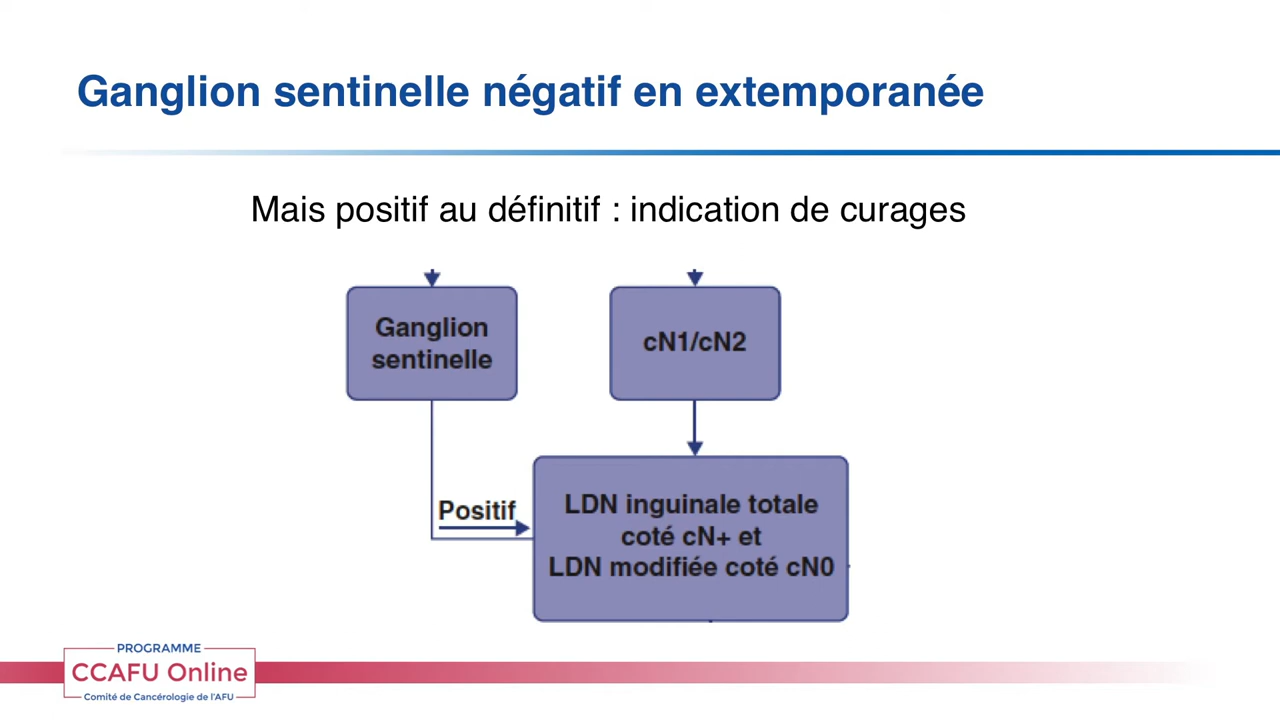 Ganglion sentinelle négatif en extemporanée
Mais positif au définitif : indication de curages
Ganglion
sentinelle
cN1/cN2
Positif
LDN inguinale totale
coté cN+ et
LDN modifiée coté cN0
PROGRAMME
CCAFU Online
Comité de Cancérologie de l'AFU